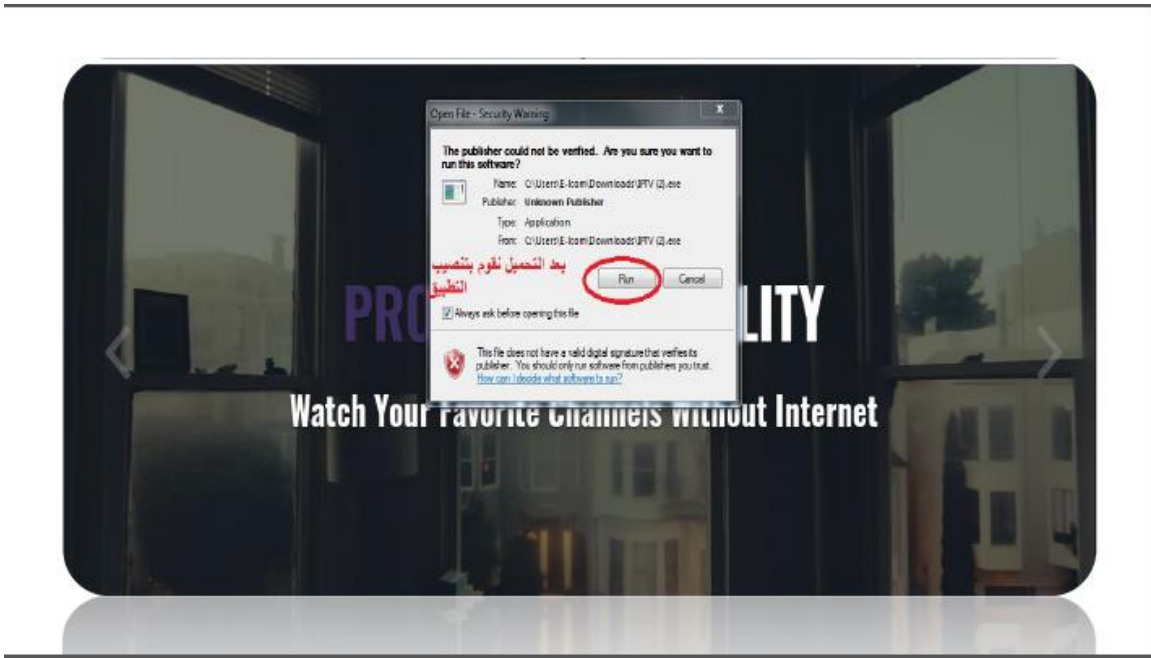 Open File - Security Warning
The publisher could not be verified. Are you sure you want to
run this software?
Name: C:\Users\E-Icom\Downloads\IPTV (2).exe
Publisher: Unknown Publisher
Type: Application
From: C:\Users\E-Icom\Downloads\IPTV (2).exe
بعد التحميل نقوم بتنصيب
التطبيق
Run
Cancel
Always ask before opening this file
PRO
LITY
This file does not have a valid digital signature that verifies its
publisher. You should only run software from publishers you trust.
How can I decide what software to run?
Watch Your Favorite Channels Without Internet